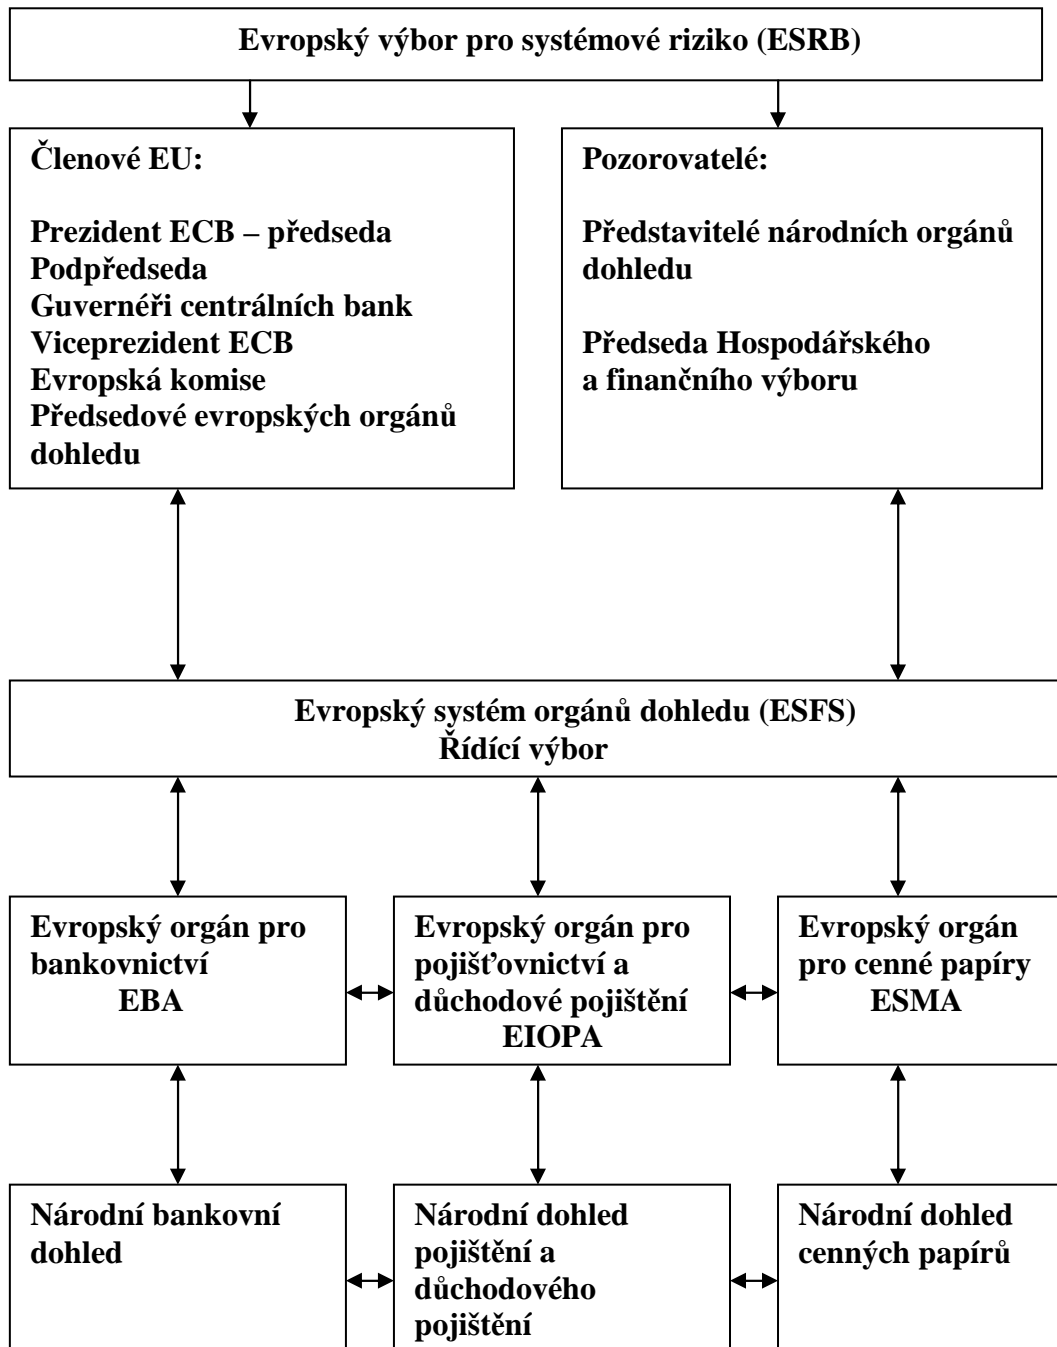 Evropský výbor pro systémové riziko (ESRB)
Členové EU:
Prezident ECB – předseda
Podpředseda
Guvernéři centrálních bank
Viceprezident ECB
Evropská komise
Předsedové evropských orgánů
dohledu
Pozorovatelé:
Představitelé národních orgánů
dohledu
Předseda Hospodářského
a finančního výboru
Evropský systém orgánů dohledu (ESFS)
Řídící výbor
Evropský orgán pro
bankovnictví
EBA
Evropský orgán pro
pojišťovnictví a
důchodové pojištění
EIOPA
Evropský orgán
pro cenné papíry
ESMA
Národní bankovní
dohled
Národní dohled
pojištění a
důchodového
pojištění
Národní dohled
cenných papírů